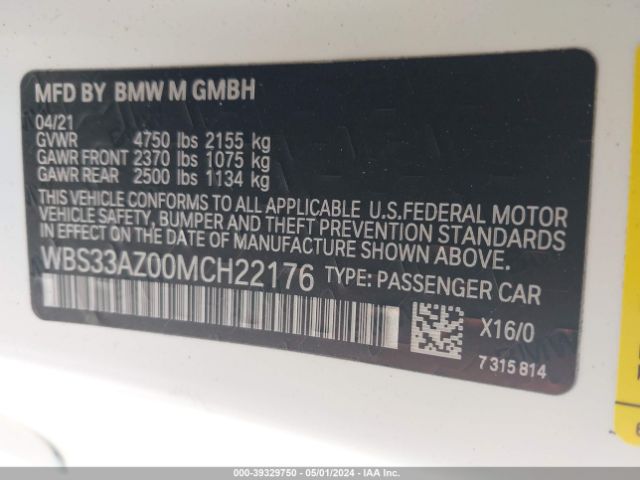 MFD BY BMW M GMBH
04/21
GVWR 4750 lbs 2155 kg
GAWR FRONT 2370 lbs 1075 kg
GAWR REAR 2500 lbs 1134 kg
THIS VEHICLE CONFORMS TO ALL APPLICABLE U.S.FEDERAL MOTOR
VEHICLE SAFETY, BUMPER AND THEFT PREVENTION STANDARDS
IN EFFECT ON THE DATE OF MANUFACTURE SHOWN ABOVE.
WBS33AZ00MCH22176 TYPE: PASSENGER CAR
X16/0
7 315 814
000-39329750 - 05/01/2024 - IAA Inc.